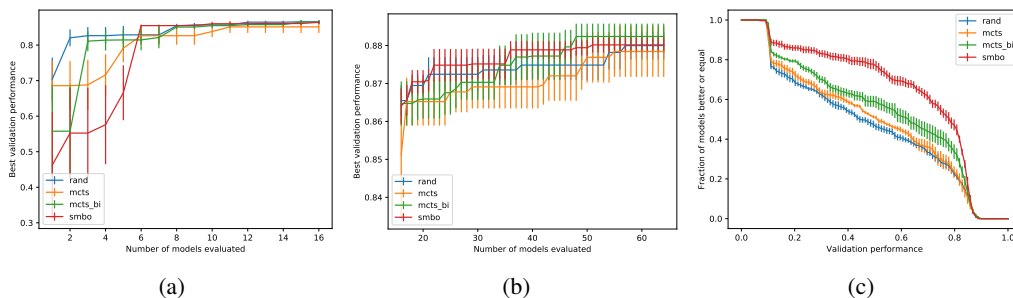 Best validation performance
0.8
0.7
0.6
0.5
0.4
0.3
rand
mcts
mcts_bi
smbo
2 4 6 8 10 12 14 16
Number of models evaluated
(a)
Best validation performance
0.88
0.87
0.86
0.85
0.84
rand
mcts
mcts_bi
smbo
20 30 40 50 60
Number of models evaluated
(b)
Fraction of models better or equal
1.0
0.8
0.6
0.4
0.2
0.0
rand
mcts
mcts_bi
smbo
0.0 0.2 0.4 0.6 0.8 1.0
Validation performance
(c)